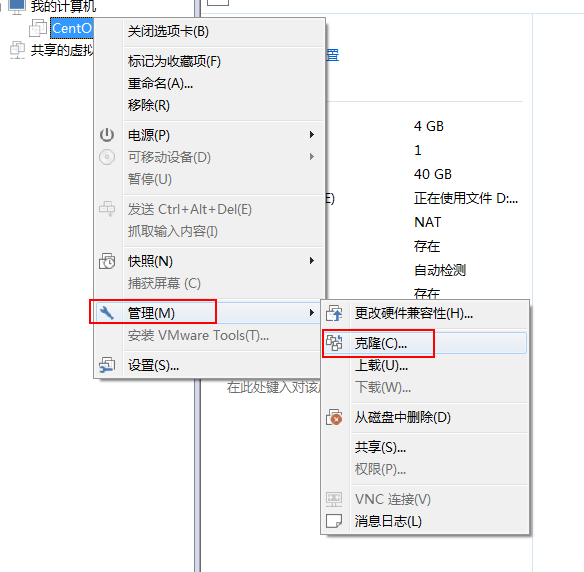 我的计算机
CentO
共享的虚拟
关闭选项卡(B)
标记为收藏项(F)
重命名(A)...
移除(R)
电源(P)
可移动设备(D)
暂停(U)
发送 Ctrl+Alt+Del(E)
抓取输入内容(I)
快照(N)
捕获屏幕 (C)
管理(M)
安装 VMware Tools(T)...
设置(S)...
置
4 GB
1
40 GB
E)
正在使用文件 D:...
NAT
存在
自动检测
存在
在此处键入对该
更改硬件兼容性(H)...
克隆(C)...
上载(U)...
下载(W)...
从磁盘中删除(D)
共享(S)...
权限(P)...
VNC 连接(V)
消息日志(L)